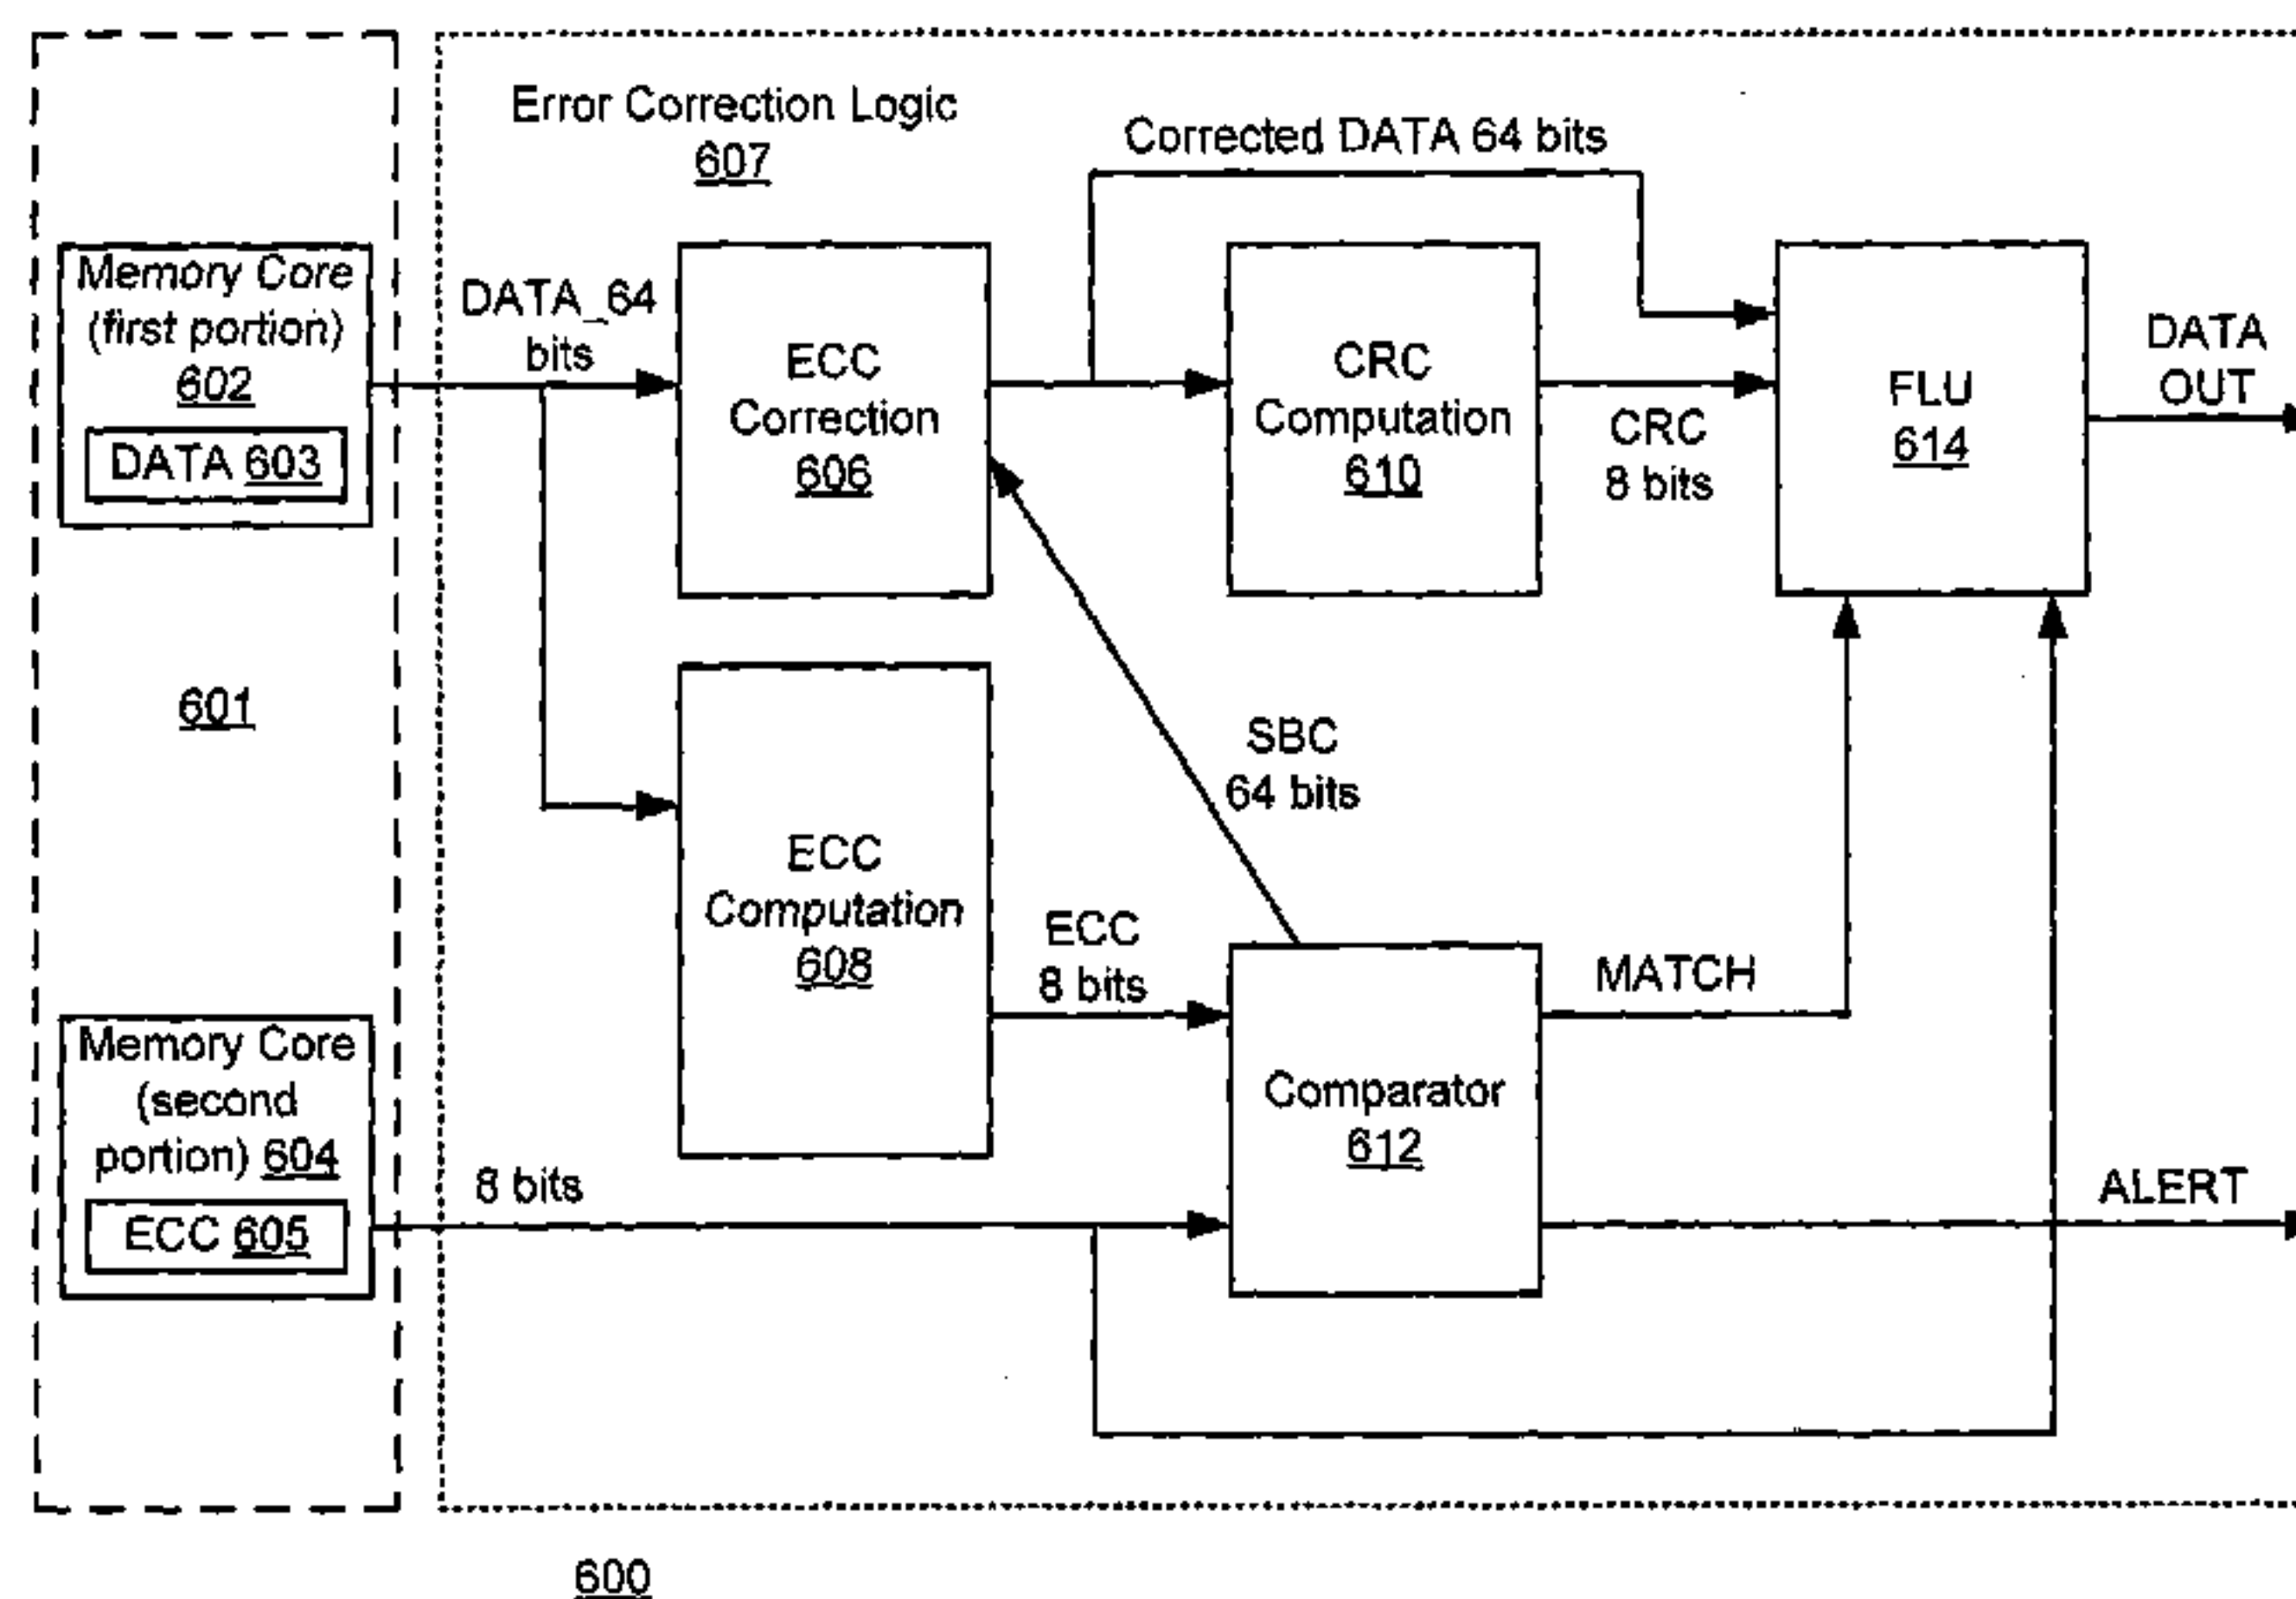 Error Correction Logic
607
Corrected DATA 64 bits
Memory Core
(first portion)
602
DATA 603
DATA_64
bits
ECC
Correction
606
CRC
Computation
610
CRC
8 bits
FLU
614
DATA
OUT
601
SBC
64 bits
ECC
Computation
608
ECC
8 bits
MATCH
Memory Core
(second
portion) 604
ECC 605
8 bits
Comparator
612
ALERT
600